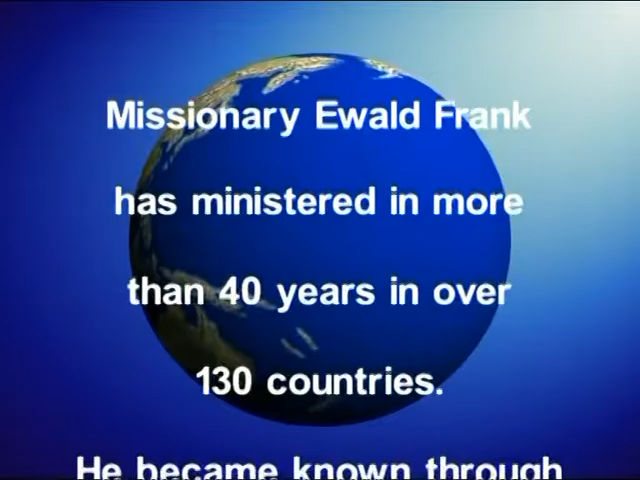 Missionary Ewald Frank
has ministered in more
than 40 years in over
130 countries.
He became known through